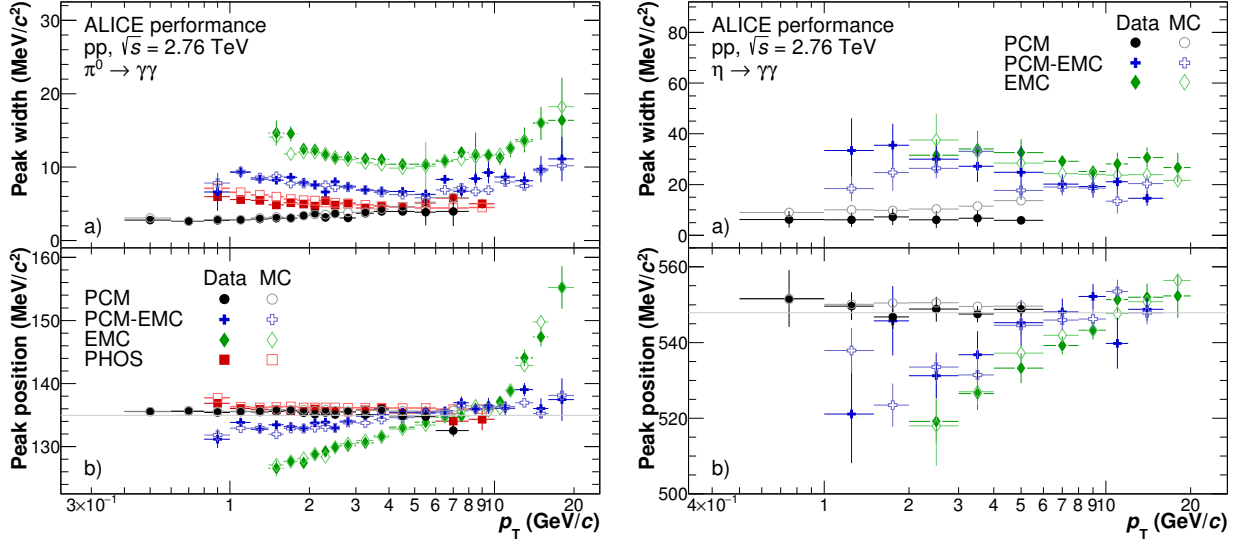 ALICE performance
pp, √s = 2.76 TeV
π⁰ → γγ
Peak width (MeV/c²)
30
20
10
0
a)
Data MC
PCM
PCM-EMC
EMC
PHOS
Peak position (MeV/c²)
160
150
140
130
b)
3×10⁻¹ 1 2 3 4 5 6 7 8 9 10 20
p_T (GeV/c)
ALICE performance
pp, √s = 2.76 TeV
η → γγ
Data MC
PCM
PCM-EMC
EMC
Peak width (MeV/c²)
80
60
40
20
0
a)
Peak position (MeV/c²)
560
540
520
500
b)
4×10⁻¹ 1 2 3 4 5 6 7 8 9 10 20
p_T (GeV/c)